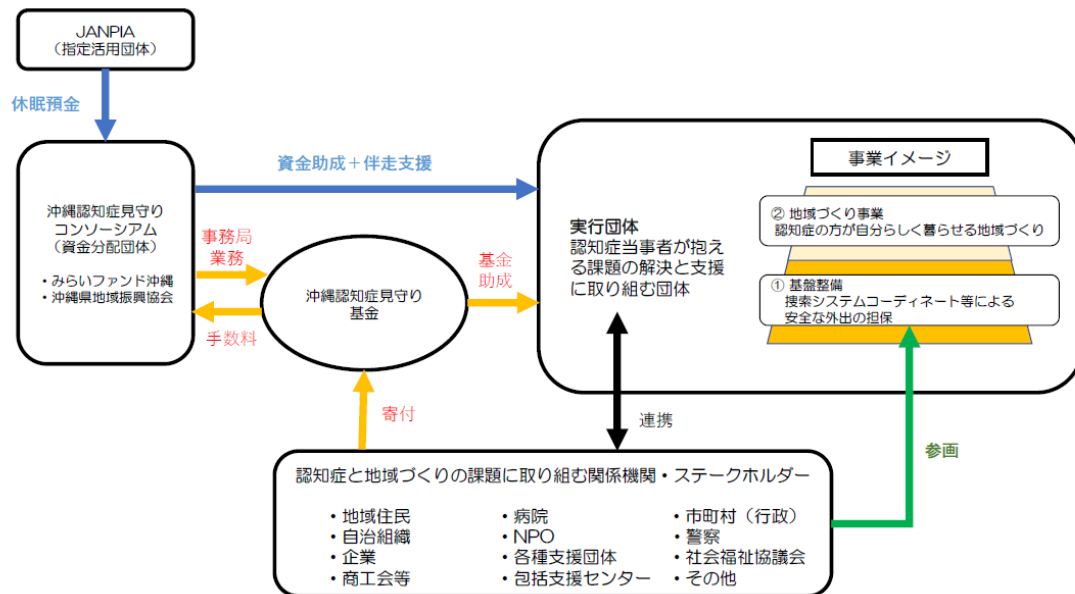 JANPIA
（指定活用団体）
休眠預金
沖縄認知症見守り
コンソーシアム
（資金分配団体）
・みらいファンド沖縄
・沖縄県地域振興協会
資金助成＋伴走支援
事務局
業務
手数料
沖縄認知症見守り
基金
基金
助成
寄付
実行団体
認知症当事者が抱え
る課題の解決と支援
に取り組む団体
事業イメージ
② 地域づくり事業
認知症の方が自分らしく暮らせる地域づくり
① 基盤整備
捜索システムコーディネート等による
安全な外出の担保
連携
参画
認知症と地域づくりの課題に取り組む関係機関・ステークホルダー
・地域住民
・自治組織
・企業
・商工会等
・病院
・NPO
・各種支援団体
・包括支援センター
・市町村（行政）
・警察
・社会福祉協議会
・その他